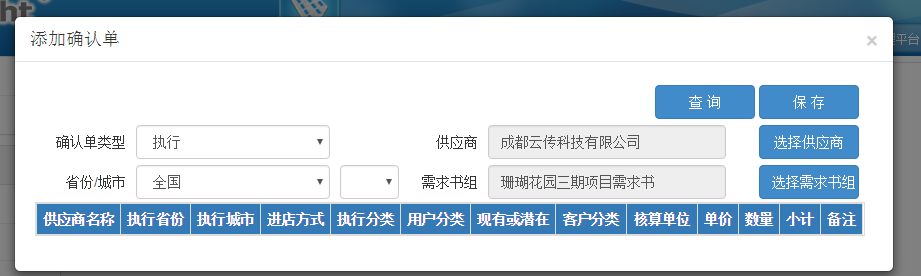 ht
添加确认单 ×
平台
查 询 保 存
确认单类型 执行 供应商 成都云传科技有限公司 选择供应商
省份/城市 全国 需求书组 珊瑚花园三期项目需求书 选择需求书组
供应商名称 执行省份 执行城市 进店方式 执行分类 用户分类 现有或潜在 客户分类 核算单位 单价 数量 小计 备注